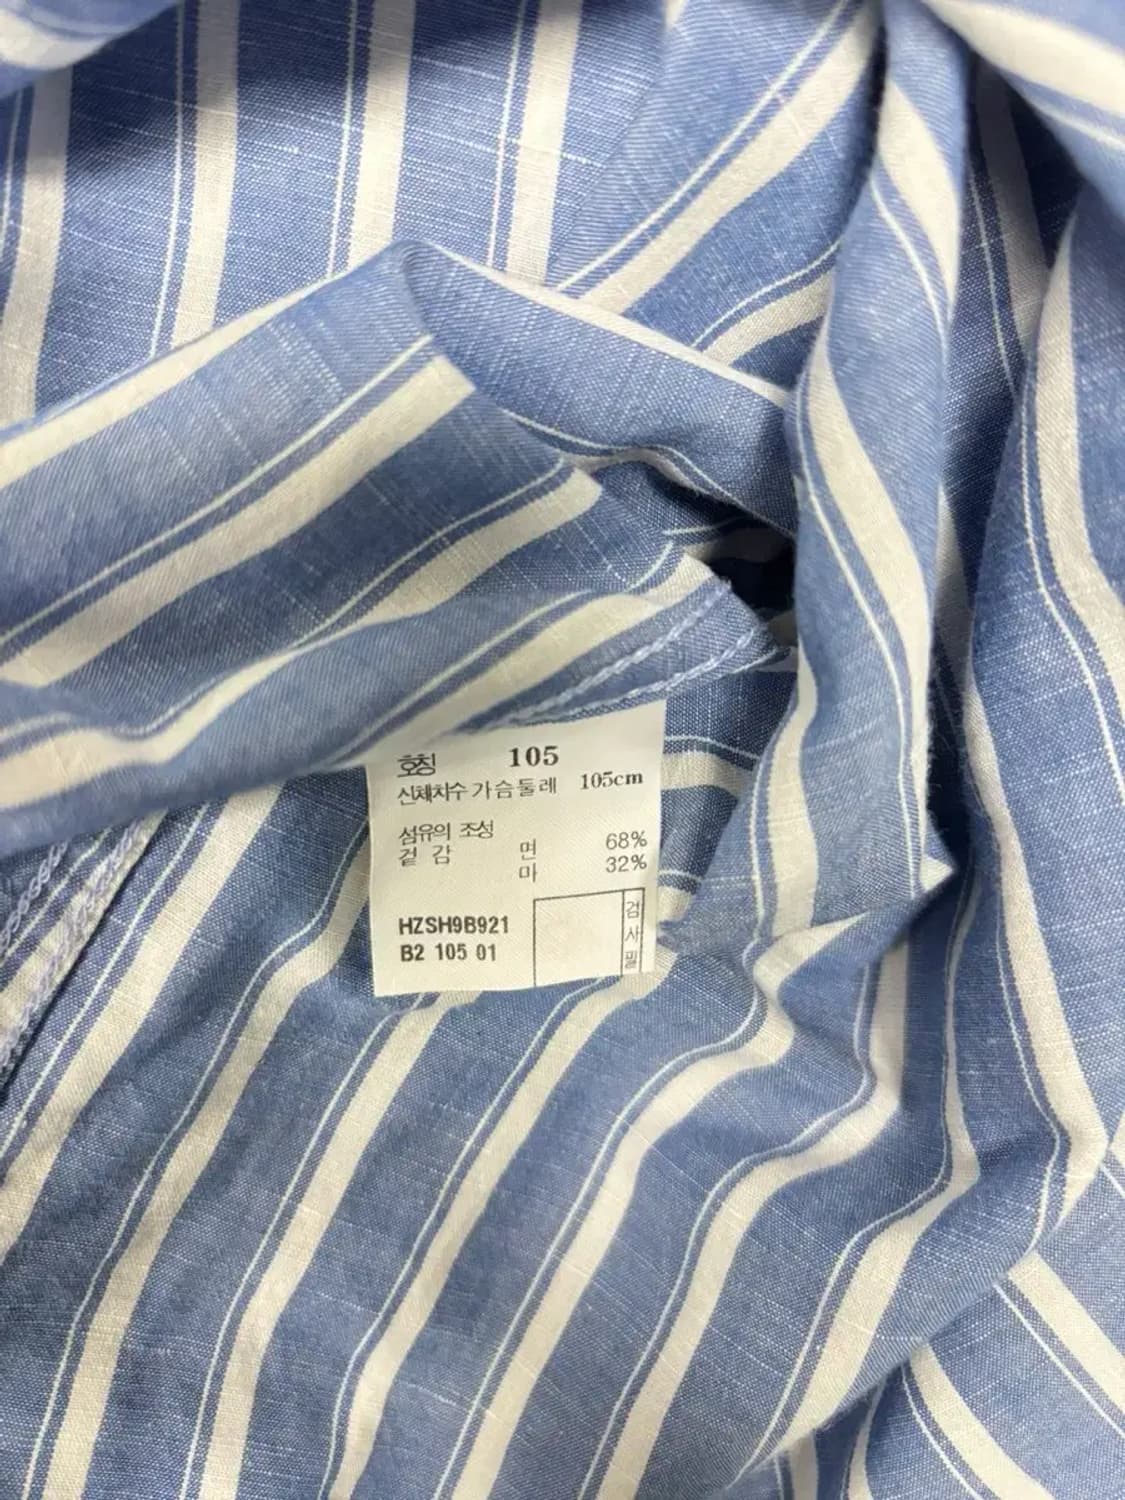 호칭 105
신체치수 가슴둘레 105cm
섬유의 조성
겉감 면 68%
마 32%
HZSH9B921
B2 105 01
검사필